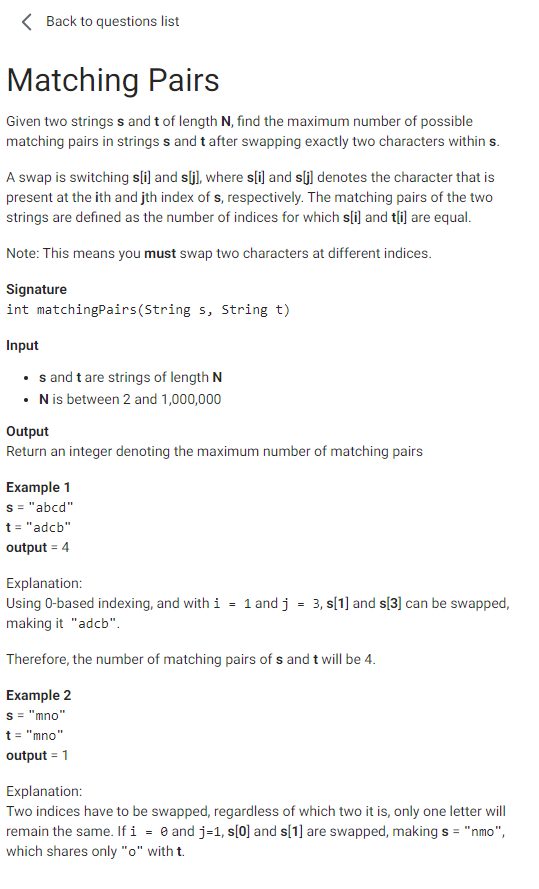 Back to questions list
Matching Pairs
Given two strings s and t of length N, find the maximum number of possible
matching pairs in strings s and t after swapping exactly two characters within s.
A swap is switching s[i] and s[j], where s[i] and s[j] denotes the character that is
present at the ith and jth index of s, respectively. The matching pairs of the two
strings are defined as the number of indices for which s[i] and t[i] are equal.
Note: This means you must swap two characters at different indices.
Signature
int matchingPairs(String s, String t)
Input
• s and t are strings of length N
• N is between 2 and 1,000,000
Output
Return an integer denoting the maximum number of matching pairs
Example 1
s = "abcd"
t = "adcb"
output = 4
Explanation:
Using 0-based indexing, and with i = 1 and j = 3, s[1] and s[3] can be swapped,
making it "adcb".
Therefore, the number of matching pairs of s and t will be 4.
Example 2
s = "mno"
t = "mno"
output = 1
Explanation:
Two indices have to be swapped, regardless of which two it is, only one letter will
remain the same. If i = 0 and j=1, s[0] and s[1] are swapped, making s = "nmo",
which shares only "o" with t.